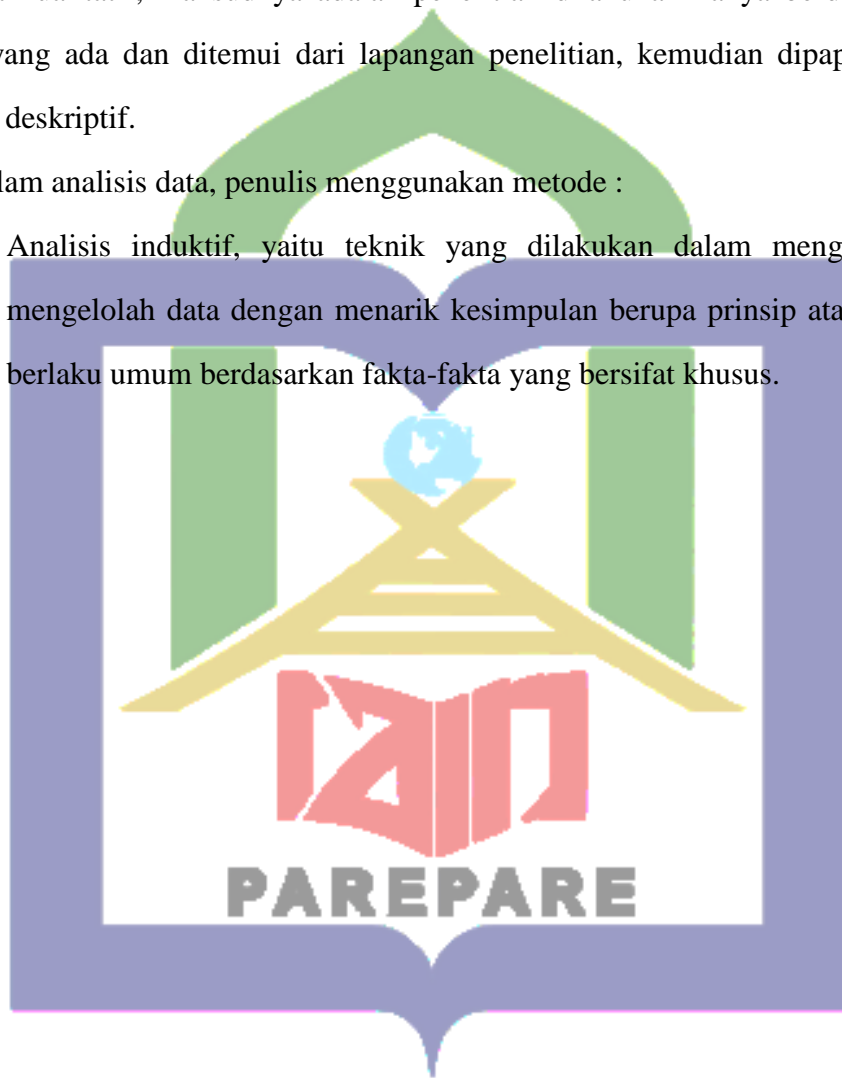 yang ada dan ditemui dari lapangan penelitian, kemudian dipap
deskriptif.
lam analisis data, penulis menggunakan metode :
Analisis induktif, yaitu teknik yang dilakukan dalam meng
mengelolah data dengan menarik kesimpulan berupa prinsip ata
berlaku umum berdasarkan fakta-fakta yang bersifat khusus.
iain
PAREPARE